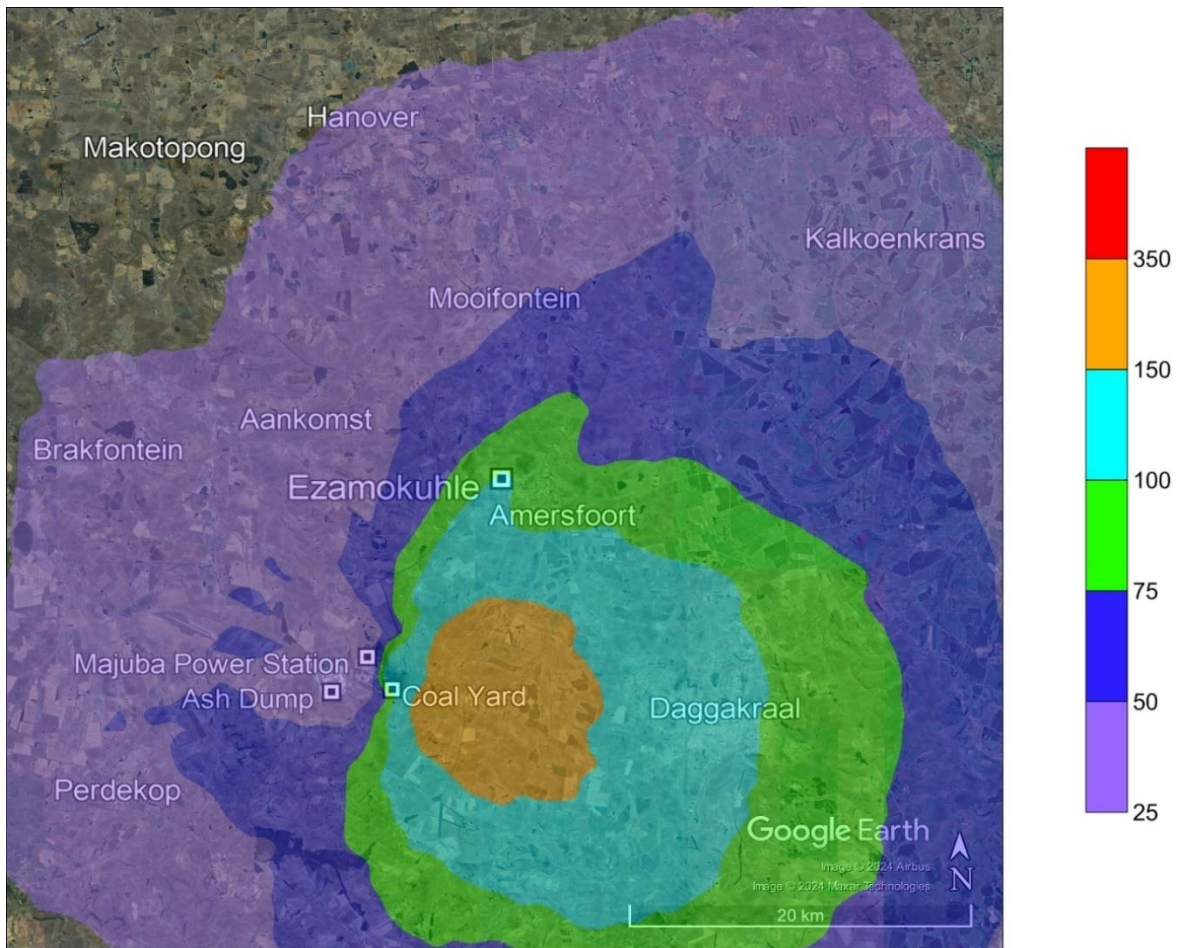 Hanover
Makotopong
Kalkoenkrans
Mooifontein
Aankomst
Brakfontein
Ezamokuhle
Amersfoort
Majuba Power Station
Ash Dump
Coal Yard
Daggakraal
Perdekop
Google Earth
Image © 2024 Airbus
Image © 2024 Maxar Technologies
N
20 km
350
150
100
75
50
25